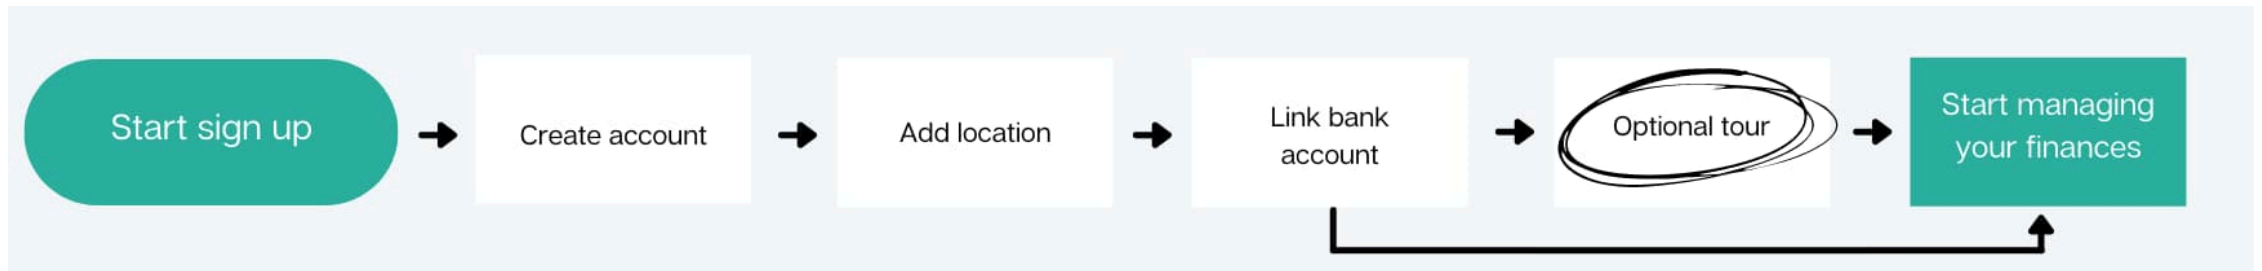 Start sign up
Create account
Add location
Link bank
account
Optional tour
Start managing
your finances